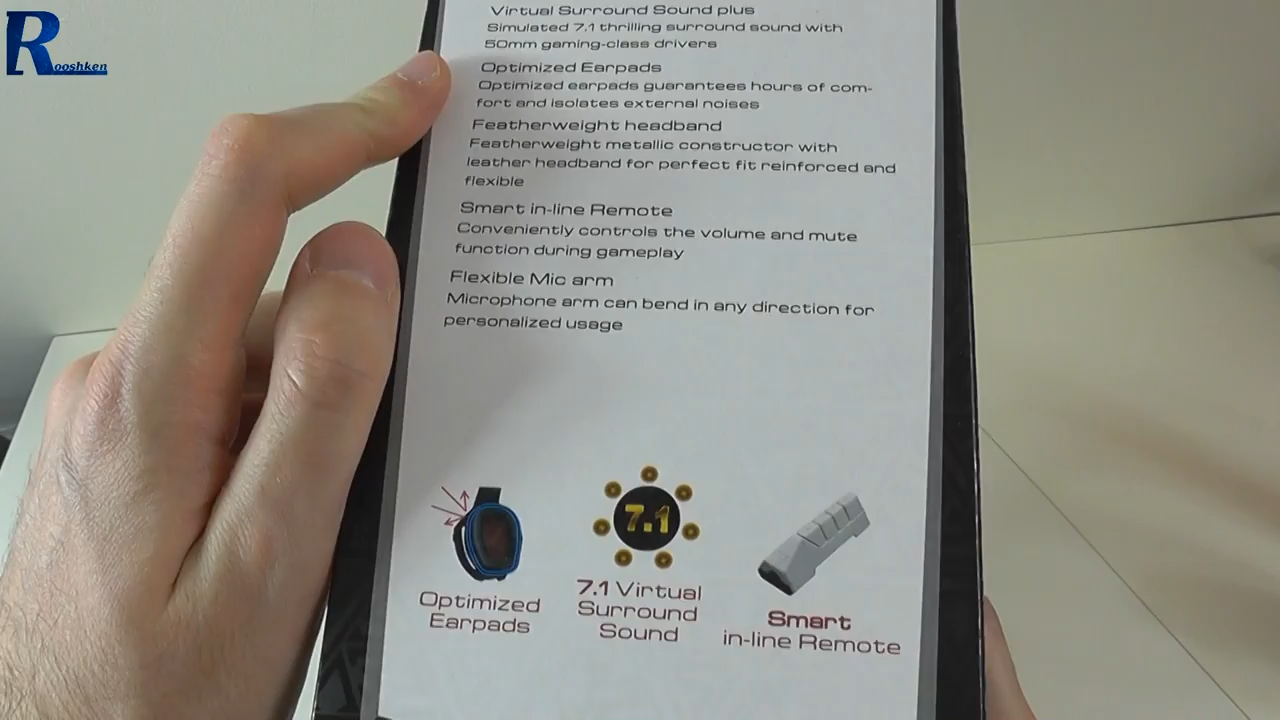 Rooshken
Virtual Surround Sound plus
Simulated 7.1 thrilling surround sound with
50mm gaming-class drivers
Optimized Earpads
Optimized earpads guarantees hours of com-
fort and isolates external noises
Featherweight headband
Featherweight metallic constructor with
leather headband for perfect fit reinforced and
flexible
Smart in-line Remote
Conveniently controls the volume and mute
function during gameplay
Flexible Mic arm
Microphone arm can bend in any direction for
personalized usage
7.1
Optimized
Earpads
7.1 Virtual
Surround
Sound
Smart
in-line Remote